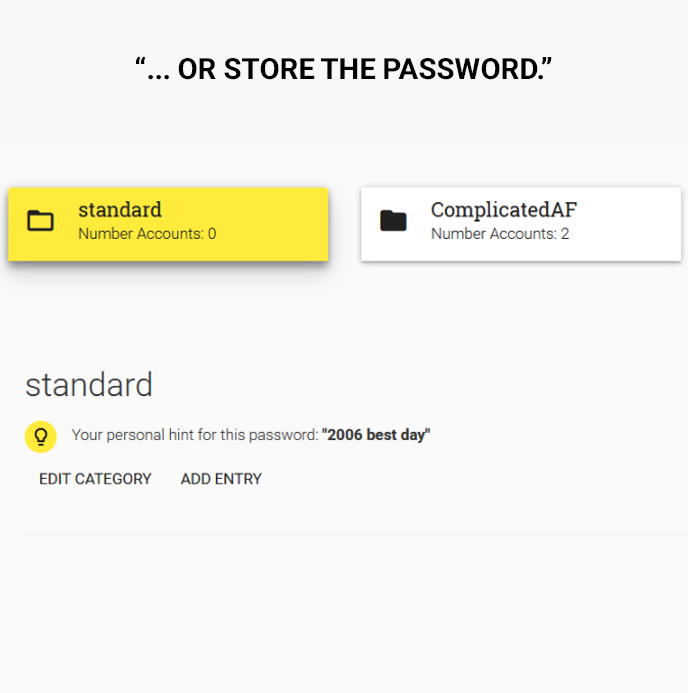 “... OR STORE THE PASSWORD.”
standard
Number Accounts: 0
ComplicatedAF
Number Accounts: 2
standard
Your personal hint for this password: "2006 best day"
EDIT CATEGORY ADD ENTRY